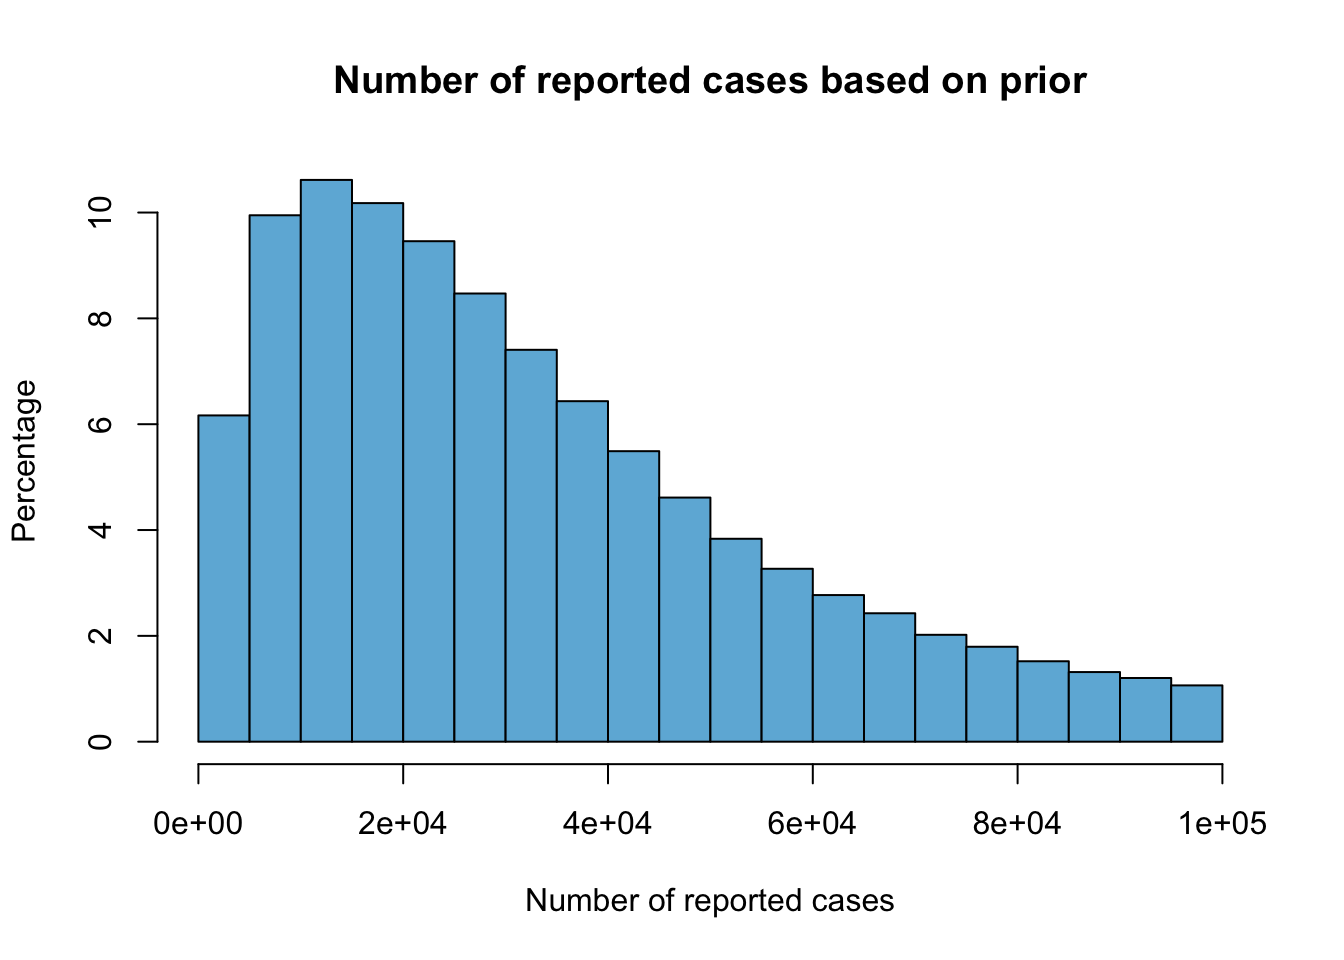 Number of reported cases based on prior
Percentage
10
8
6
4
2
0
0e+00 2e+04 4e+04 6e+04 8e+04 1e+05
Number of reported cases